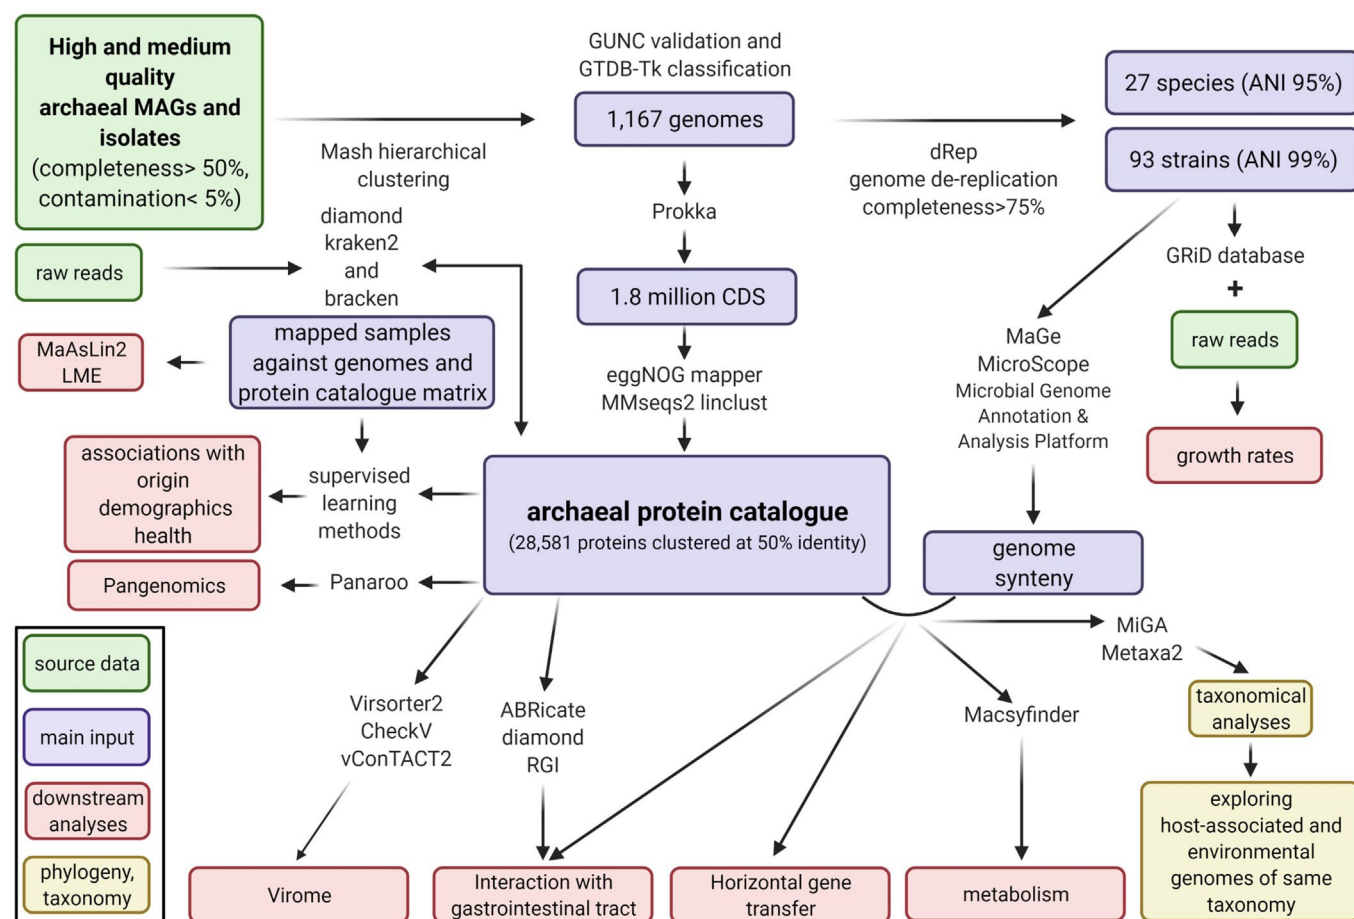 High and medium
quality
archaeal MAGs and
isolates
(completeness> 50%,
contamination< 5%)
GUNC validation and
GTDB-Tk classification
1,167 genomes
27 species (ANI 95%)
93 strains (ANI 99%)
Mash hierarchical
clustering
dRep
genome de-replication
completeness>75%
raw reads
diamond
kraken2
and
bracken
Prokka
GRiD database
+
raw reads
growth rates
1.8 million CDS
mapped samples
against genomes and
protein catalogue matrix
MaAsLin2
LME
eggNOG mapper
MMseqs2 linclust
MaGe
MicroScope
Microbial Genome
Annotation &
Analysis Platform
associations with
origin
demographics
health
supervised
learning
methods
archaeal protein catalogue
(28,581 proteins clustered at 50% identity)
genome
synteny
Pangenomics
Panaroo
source data
main input
downstream
analyses
phylogeny,
taxonomy
Virsorter2
CheckV
vConTACT2
ABRicate
diamond
RGI
Macsyfinder
MiGA
Metaxa2
taxonomical
analyses
exploring
host-associated and
environmental
genomes of same
taxonomy
Virome
Interaction with
gastrointestinal tract
Horizontal gene
transfer
metabolism